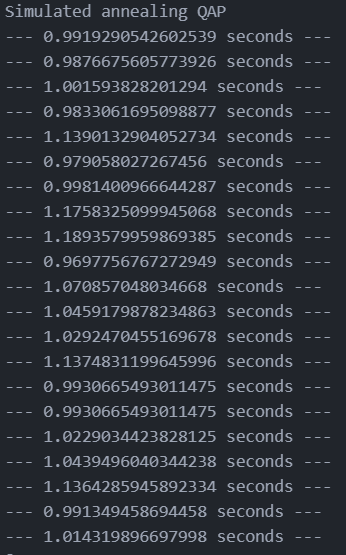 Simulated annealing QAP
--- 0.9919290542602539 seconds ---
--- 0.9876675605773926 seconds ---
--- 1.001593828201294 seconds ---
--- 0.9833061695098877 seconds ---
--- 1.1390132904052734 seconds ---
--- 0.979058027267456 seconds ---
--- 0.9981400966644287 seconds ---
--- 1.1758325099945068 seconds ---
--- 1.1893579959869385 seconds ---
--- 0.9697756767272949 seconds ---
--- 1.070857048034668 seconds ---
--- 1.0459179878234863 seconds ---
--- 1.0292470455169678 seconds ---
--- 1.1374831199645996 seconds ---
--- 0.9930665493011475 seconds ---
--- 0.9930665493011475 seconds ---
--- 1.0229034423828125 seconds ---
--- 1.0439496040344238 seconds ---
--- 1.1364285945892334 seconds ---
--- 0.991349458694458 seconds ---
--- 1.014319896697998 seconds ---